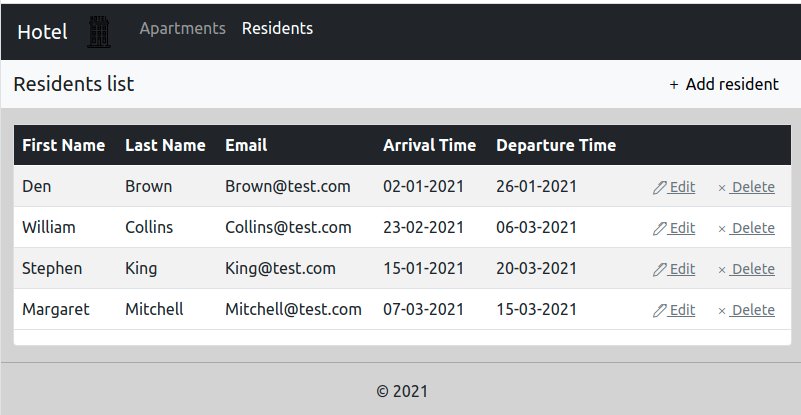 Hotel Apartments Residents
Residents list + Add resident
First Name Last Name Email Arrival Time Departure Time
Den Brown Brown@test.com 02-01-2021 26-01-2021 Edit × Delete
William Collins Collins@test.com 23-02-2021 06-03-2021 Edit × Delete
Stephen King King@test.com 15-01-2021 20-03-2021 Edit × Delete
Margaret Mitchell Mitchell@test.com 07-03-2021 15-03-2021 Edit × Delete
© 2021